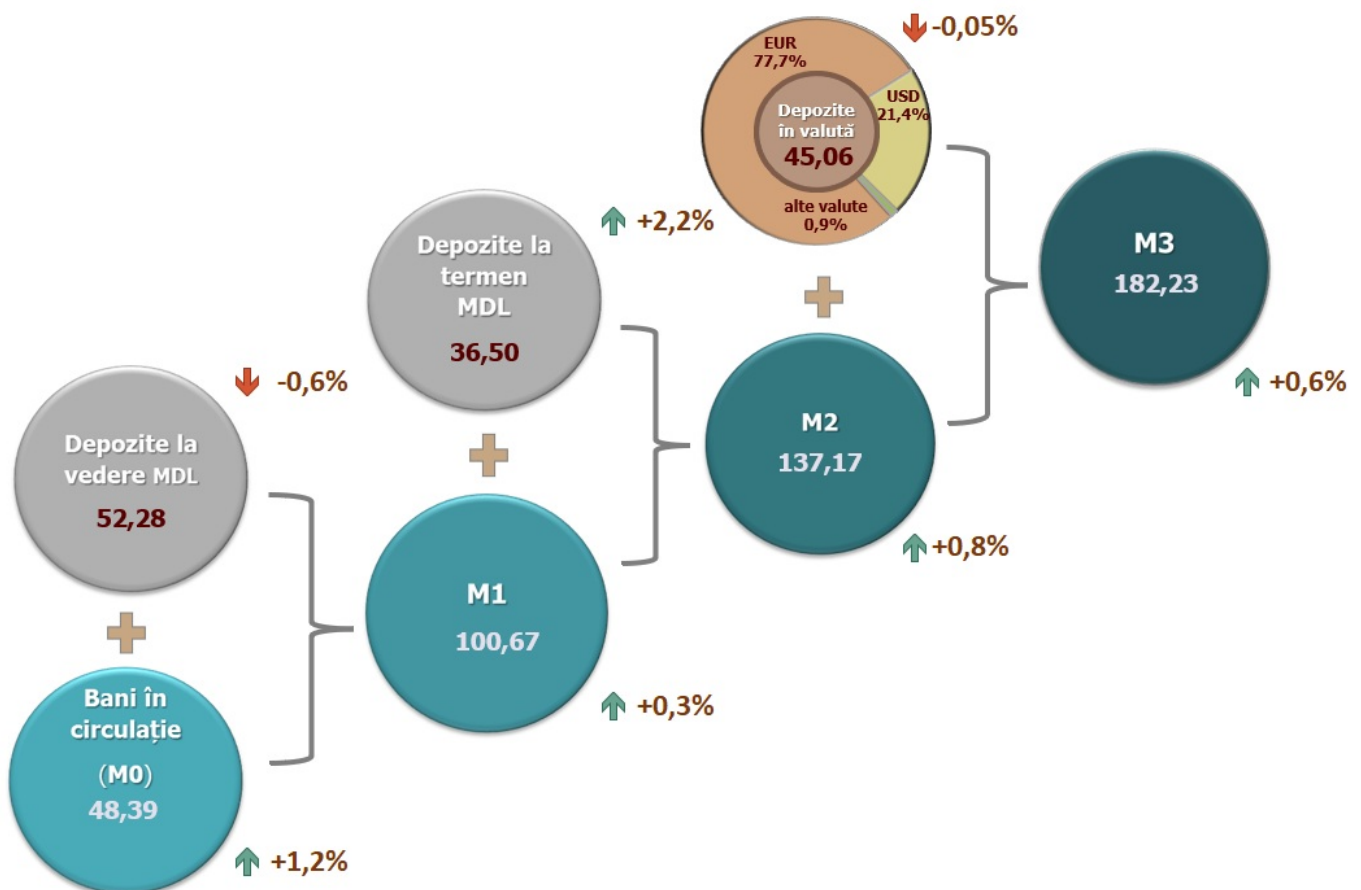 Depozite la
vedere MDL
52,28
-0,6%
Bani în
circulație
(M0)
48,39
+1,2%
Depozite la
termen
MDL
36,50
+2,2%
M1
100,67
+0,3%
EUR
77,7%
USD
21,4%
alte valute
0,9%
Depozite
în valută
45,06
-0,05%
M2
137,17
+0,8%
M3
182,23
+0,6%